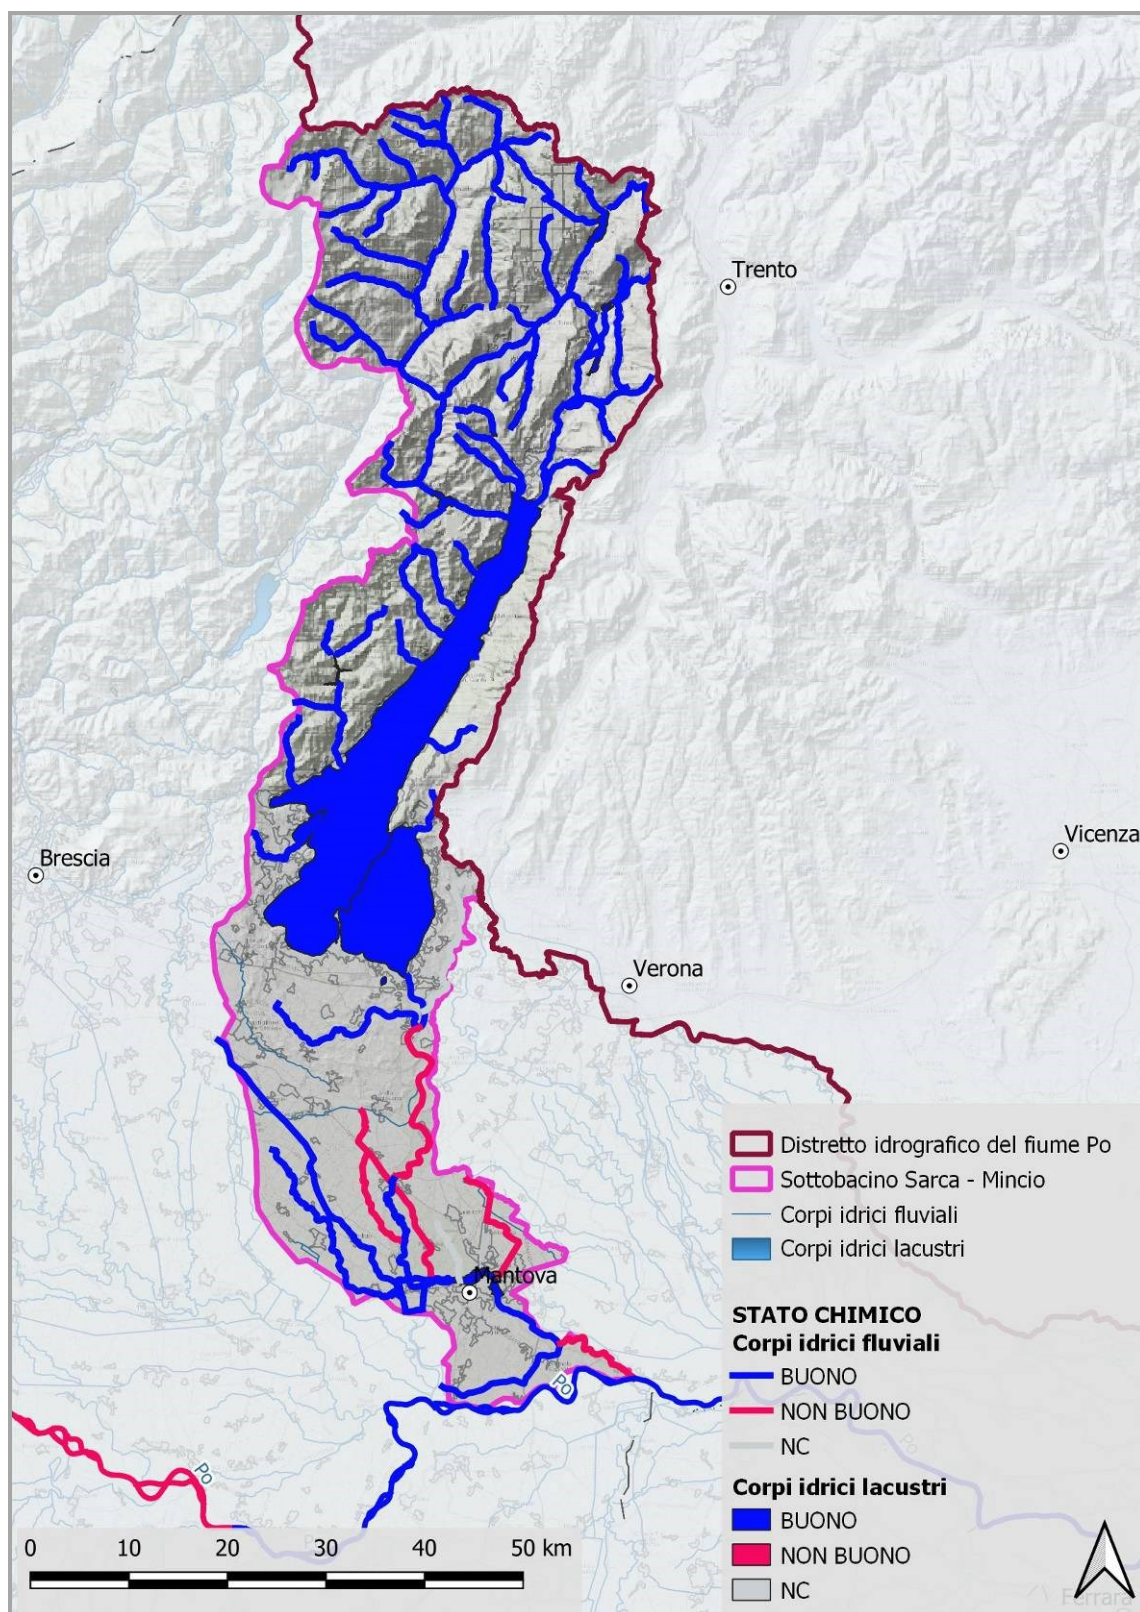 Trento
Vicenza
Brescia
Verona
Mantova
Po
Po
Po
Distretto idrografico del fiume Po
Sottobacino Sarca - Mincio
Corpi idrici fluviali
Corpi idrici lacustri
STATO CHIMICO
Corpi idrici fluviali
BUONO
NON BUONO
NC
Corpi idrici lacustri
BUONO
NON BUONO
NC
0 10 20 30 40 50 km
Ferrara